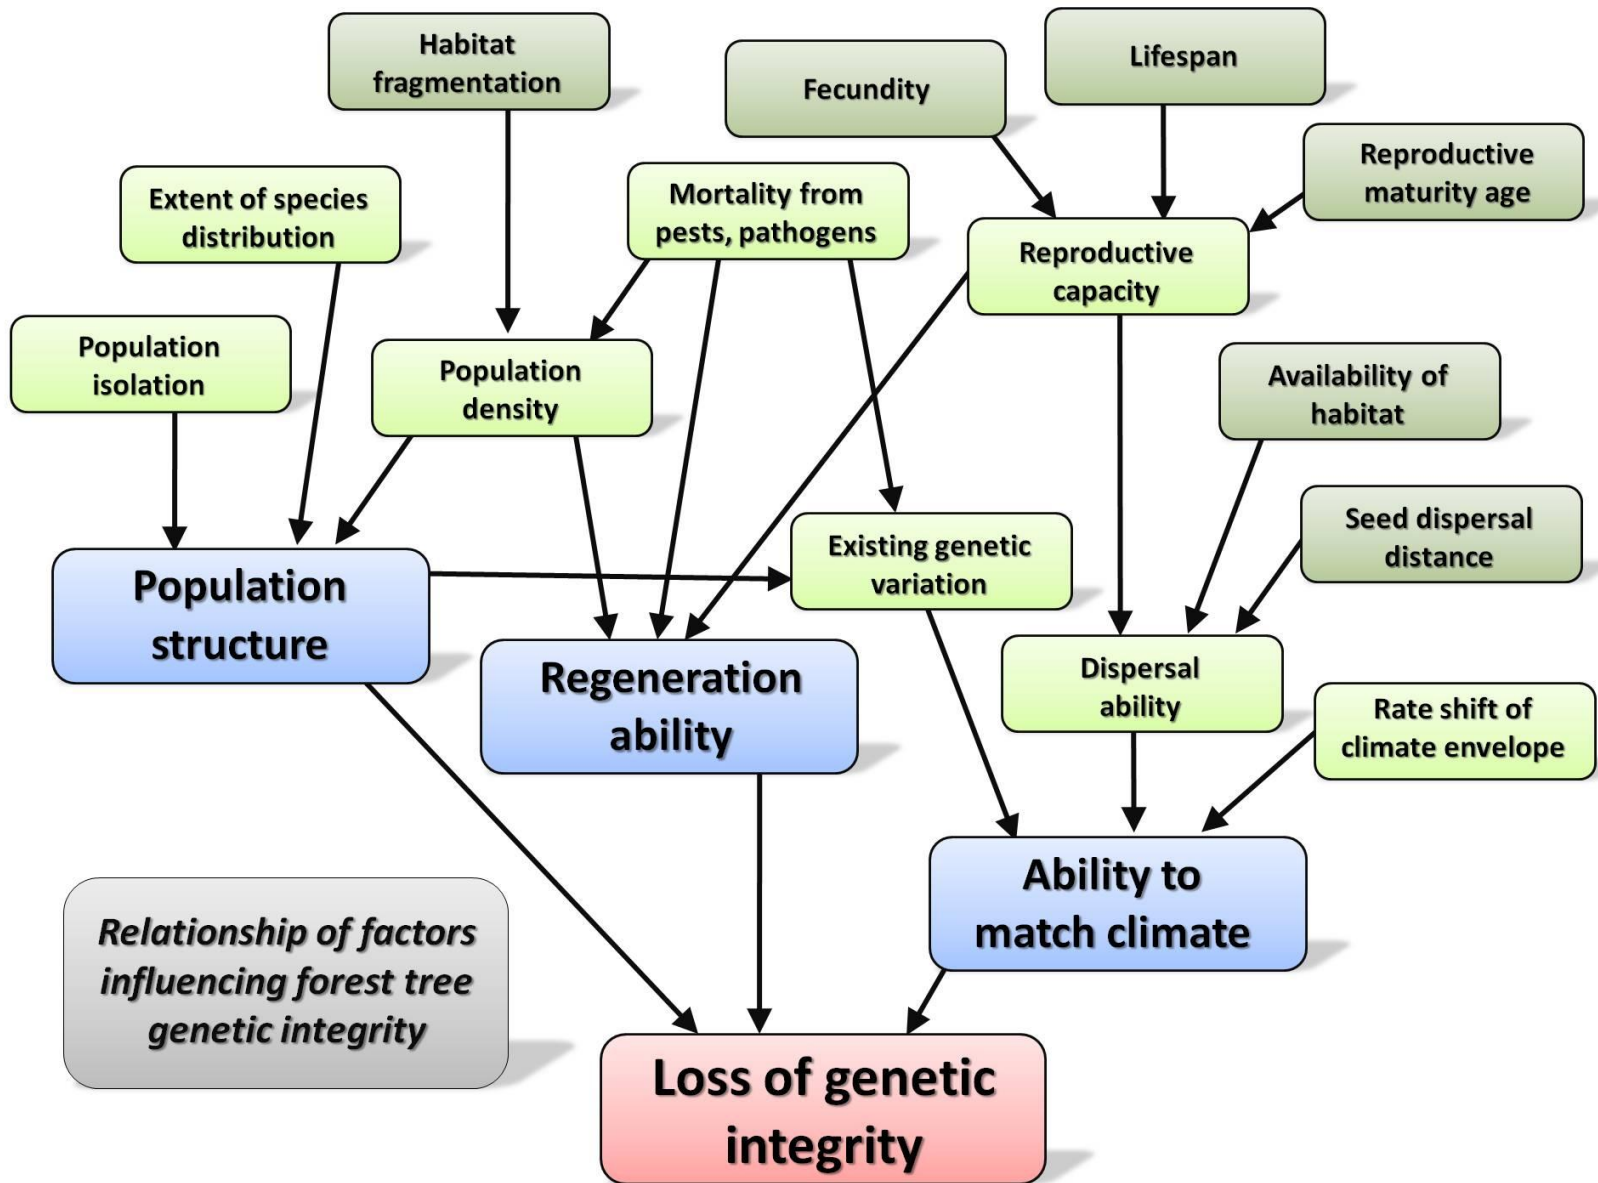 Habitat
fragmentation
Fecundity
Lifespan
Reproductive
maturity age
Extent of species
distribution
Mortality from
pests, pathogens
Reproductive
capacity
Population
isolation
Population
density
Availability of
habitat
Seed dispersal
distance
Existing genetic
variation
Population
structure
Regeneration
ability
Dispersal
ability
Rate shift of
climate envelope
Ability to
match climate
Relationship of factors
influencing forest tree
genetic integrity
Loss of genetic
integrity